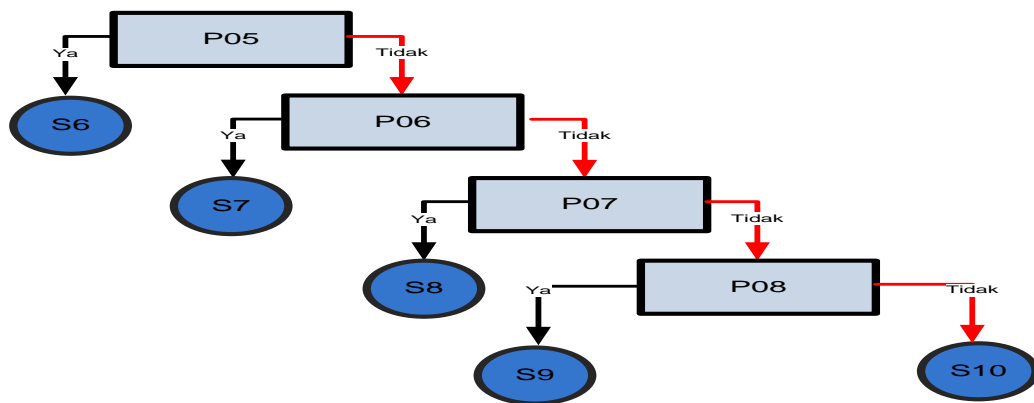 P05
Ya
Tidak
S6
P06
Ya
Tidak
S7
P07
Ya
Tidak
S8
P08
Ya
Tidak
S9
S10